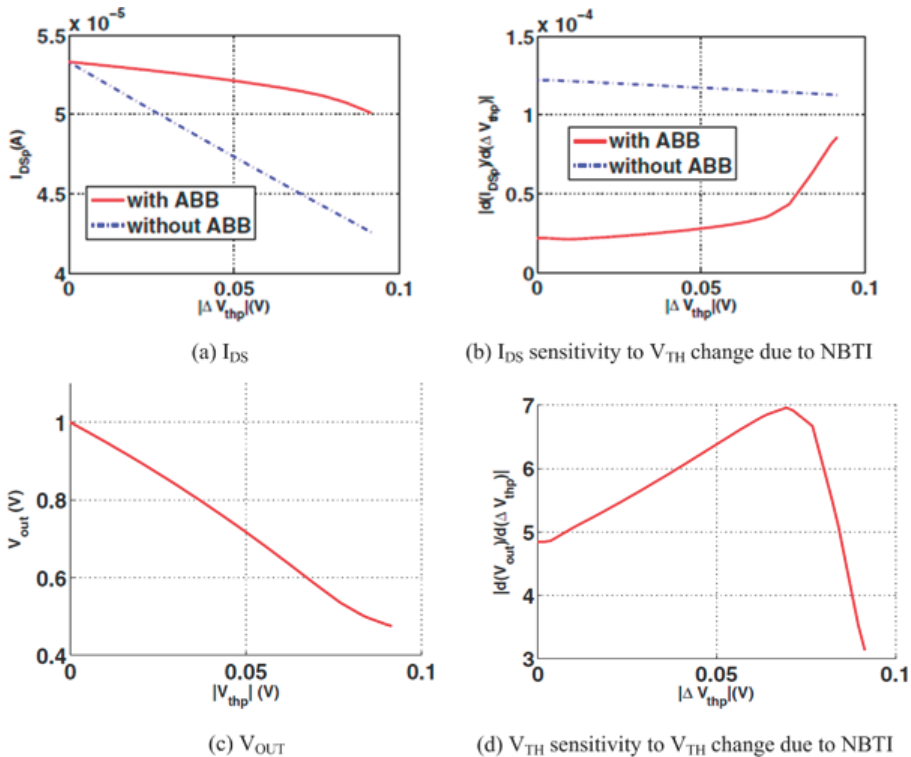 x 10⁻⁵
5.5
5
4.5
4
I_DSp(A)
with ABB
without ABB
0
0.05
0.1
|Δ V_thp|(V)
(a) I_DS
x 10⁻⁴
1.5
1
0.5
0
|d(I_DSp)/d(Δ V_thp)|
with ABB
without ABB
0
0.05
0.1
|Δ V_thp|(V)
(b) I_DS sensitivity to V_TH change due to NBTI
1
0.8
0.6
0.4
V_out (V)
0
0.05
0.1
|V_thp| (V)
(c) V_OUT
7
6
5
4
3
|d(V_out)/d(Δ V_thp)|
0
0.05
0.1
|Δ V_thp|(V)
(d) V_TH sensitivity to V_TH change due to NBTI